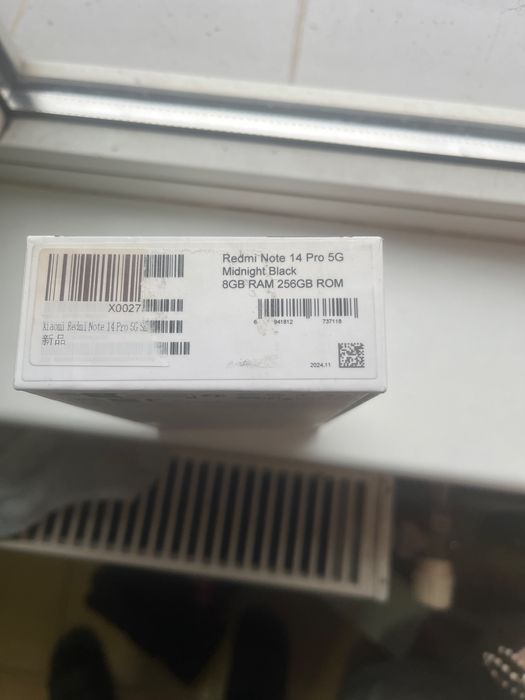 Redmi Note 14 Pro 5G
Midnight Black
8GB RAM 256GB ROM
6 941812 737118
2024.11
X0027
Xiaomi Redmi Note 14 Pro 5G
新品